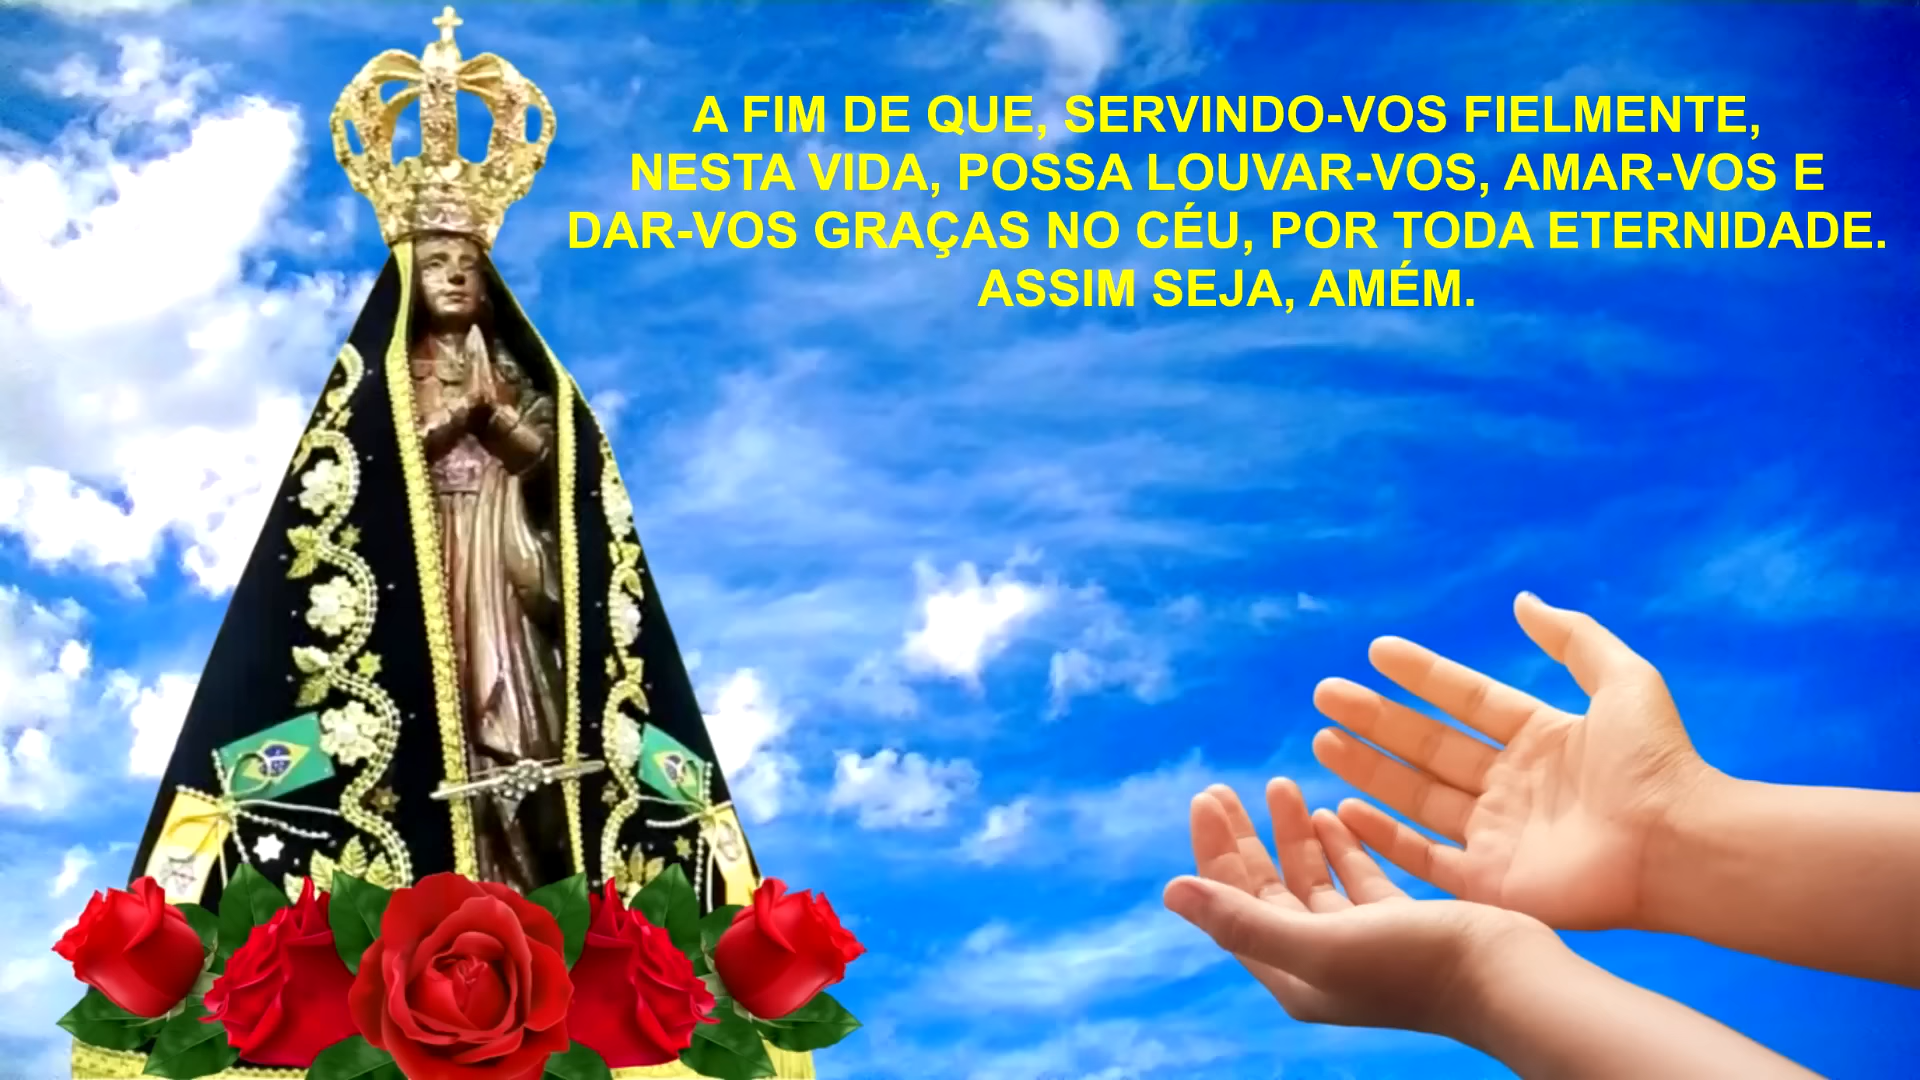 A FIM DE QUE, SERVINDO-VOS FIELMENTE,
NESTA VIDA, POSSA LOUVAR-VOS, AMAR-VOS E
DAR-VOS GRAÇAS NO CÉU, POR TODA ETERNIDADE.
ASSIM SEJA, AMÉM.